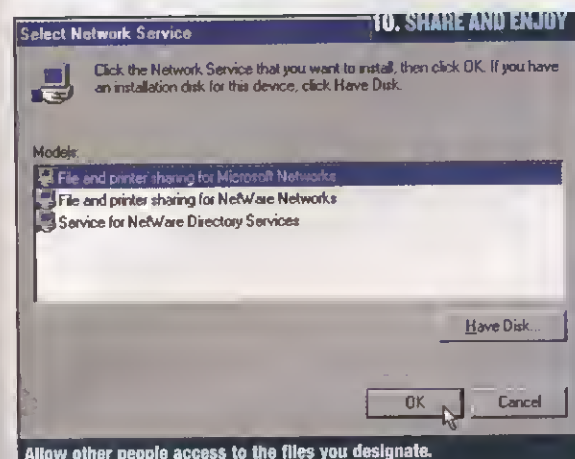 10. SHARE AND ENJOY
Select Network Service
Click the Network Service that you want to install, then click OK. If you have
an installation disk for this device, click Have Disk.
Models:
File and printer sharing for Microsoft Networks
File and printer sharing for NetWare Networks
Service for NetWare Directory Services
Have Disk...
OK
Cancel
Allow other people access to the files you designate.